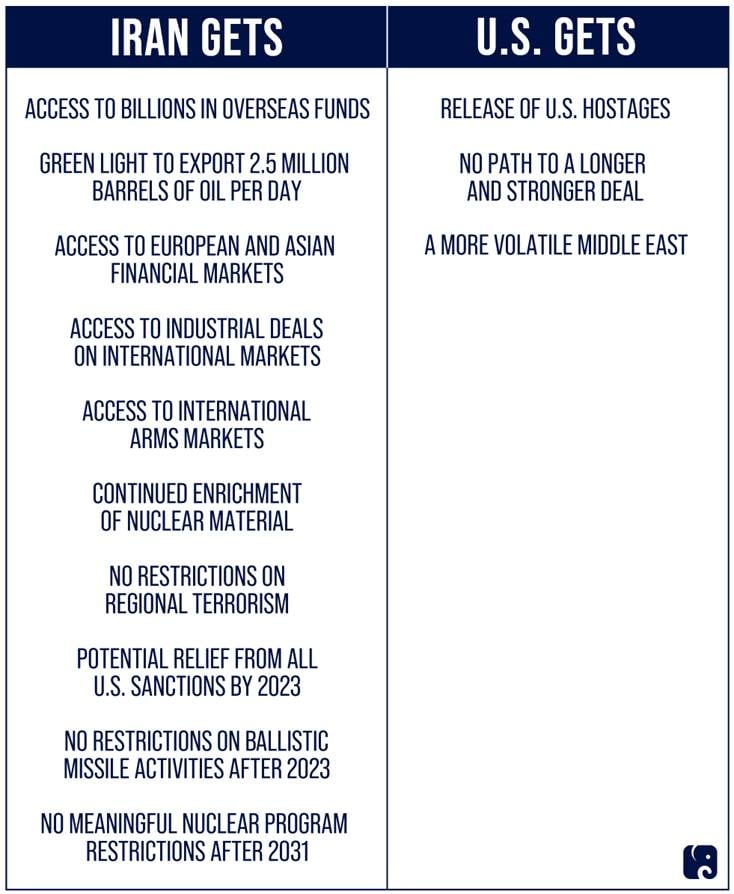 IRAN GETS
ACCESS TO BILLIONS IN OVERSEAS FUNDS
GREEN LIGHT TO EXPORT 2.5 MILLION
BARRELS OF OIL PER DAY
ACCESS TO EUROPEAN AND ASIAN
FINANCIAL MARKETS
ACCESS TO INDUSTRIAL DEALS
ON INTERNATIONAL MARKETS
ACCESS TO INTERNATIONAL
ARMS MARKETS
CONTINUED ENRICHMENT
OF NUCLEAR MATERIAL
NO RESTRICTIONS ON
REGIONAL TERRORISM
POTENTIAL RELIEF FROM ALL
U.S. SANCTIONS BY 2023
NO RESTRICTIONS ON BALLISTIC
MISSILE ACTIVITIES AFTER 2023
NO MEANINGFUL NUCLEAR PROGRAM
RESTRICTIONS AFTER 2031
U.S. GETS
RELEASE OF U.S. HOSTAGES
NO PATH TO A LONGER
AND STRONGER DEAL
A MORE VOLATILE MIDDLE EAST